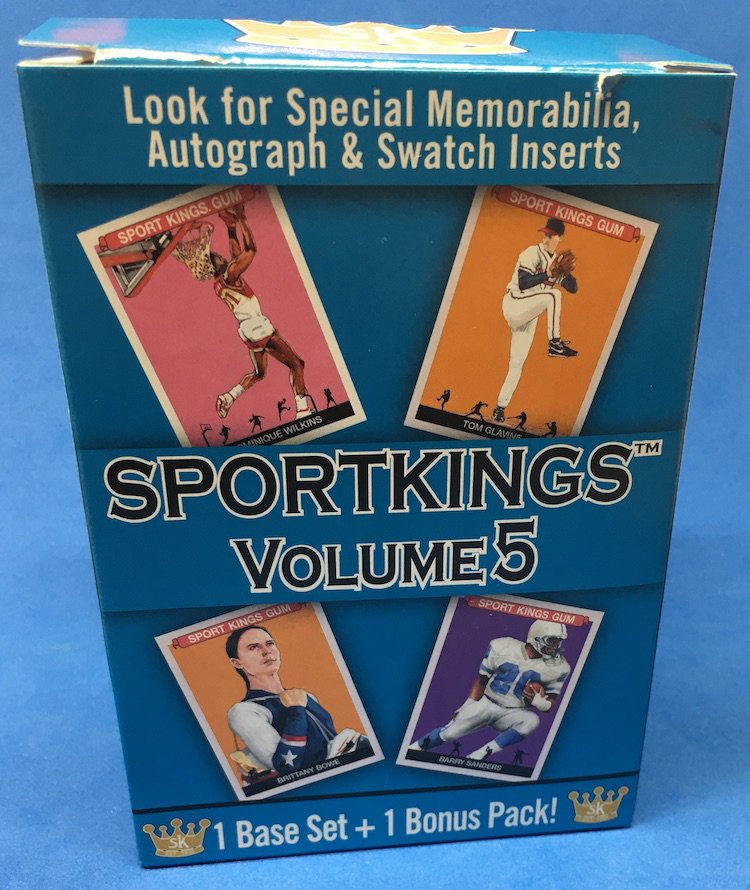 Look for Special Memorabilia,
Autograph & Swatch Inserts
SPORT KINGS GUM
SPORT KINGS GUM
WILKINS
TOM GLAVINE
SPORTKINGS™
VOLUME 5
SPORT KINGS GUM
SPORT KINGS GUM
20
BRITTANY BOWE
BARRY SANDERS
SK
1 Base Set + 1 Bonus Pack!
SK